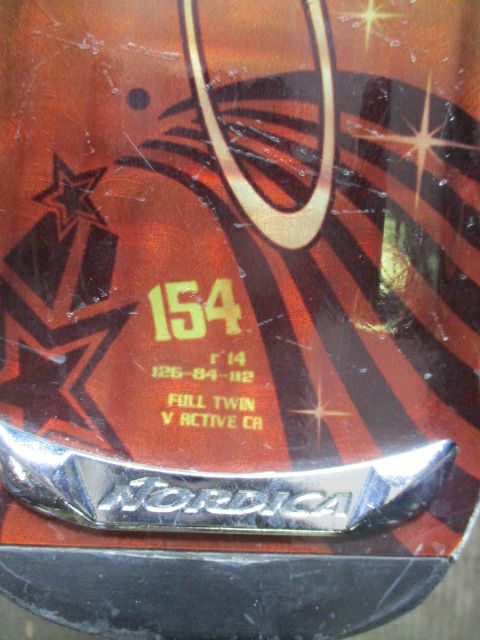 154
r'14
126-84-112
FULL TWIN
V ACTIVE CA
NORDICA